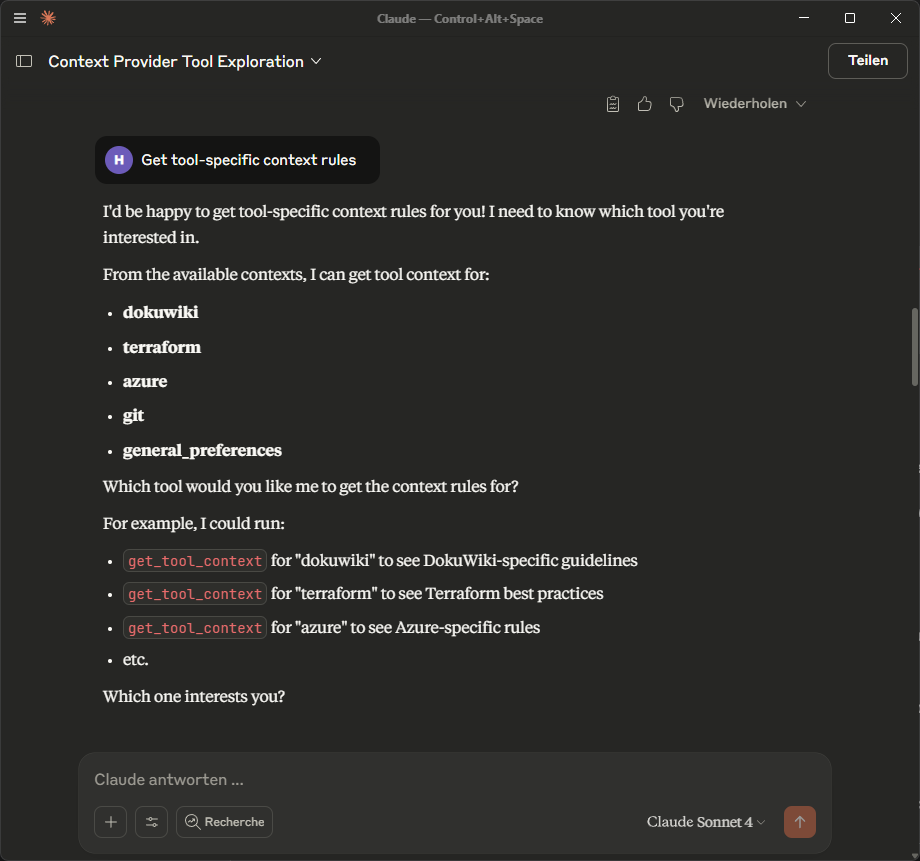 Claude — Control+Alt+Space
Context Provider Tool Exploration
Teilen
Wiederholen
H Get tool-specific context rules
I'd be happy to get tool-specific context rules for you! I need to know which tool you're
interested in.
From the available contexts, I can get tool context for:
• dokuwiki
• terraform
• azure
• git
• general_preferences
Which tool would you like me to get the context rules for?
For example, I could run:
• get_tool_context for "dokuwiki" to see DokuWiki-specific guidelines
• get_tool_context for "terraform" to see Terraform best practices
• get_tool_context for "azure" to see Azure-specific rules
• etc.
Which one interests you?
Claude antworten ...
Recherche
Claude Sonnet 4